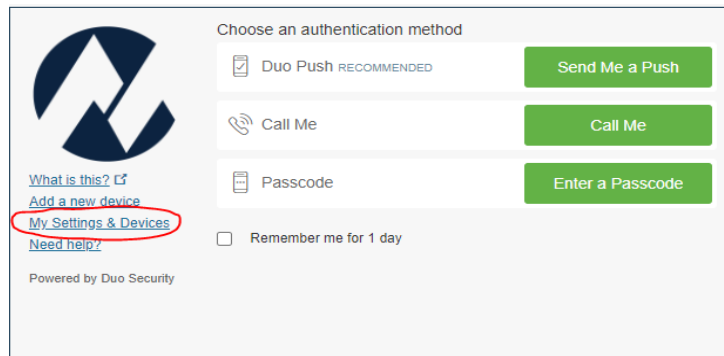 Choose an authentication method
Duo Push RECOMMENDED
Send Me a Push
Call Me
Call Me
Passcode
Enter a Passcode
Remember me for 1 day
What is this?
Add a new device
My Settings & Devices
Need help?
Powered by Duo Security